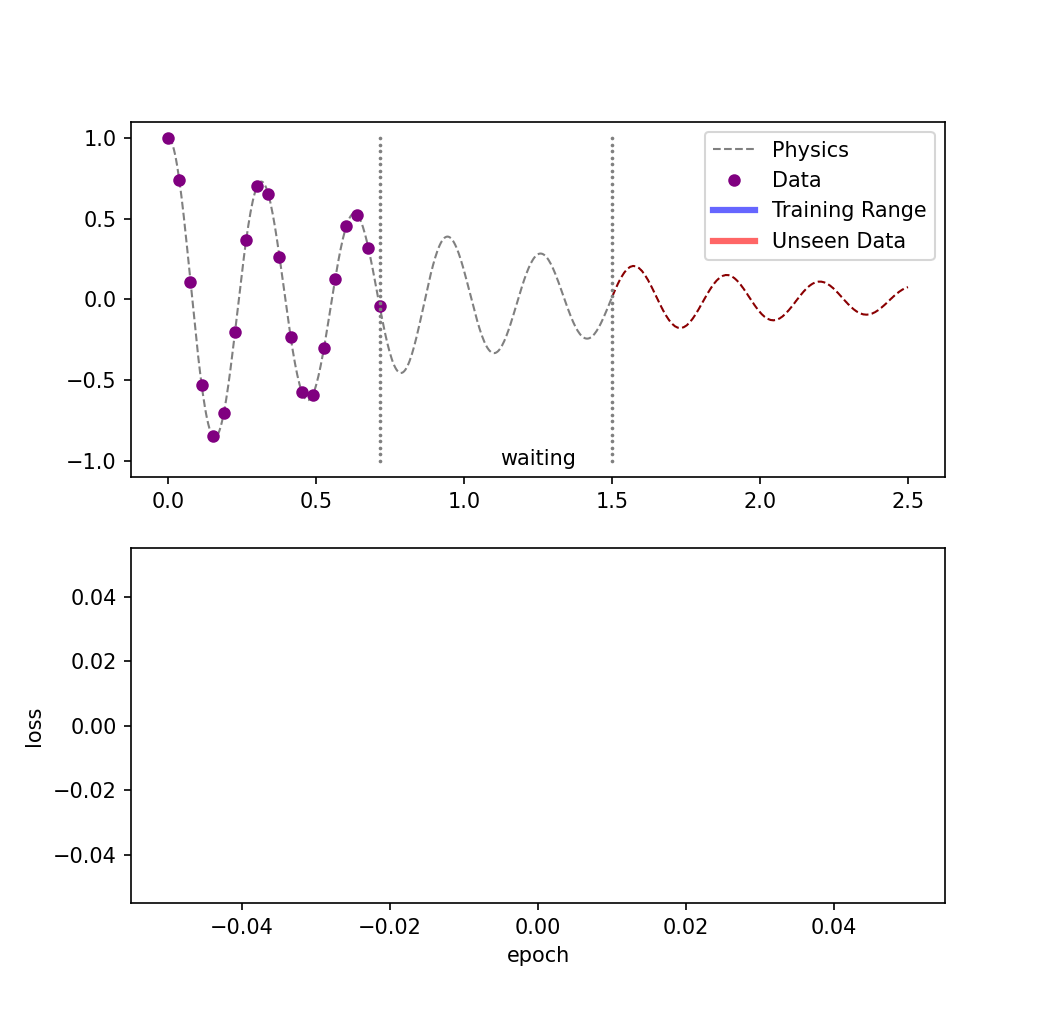 1.0
0.5
0.0
−0.5
−1.0
Physics
Data
Training Range
Unseen Data
waiting
0.0 0.5 1.0 1.5 2.0 2.5
0.04
0.02
0.00
−0.02
−0.04
loss
−0.04 −0.02 0.00 0.02 0.04
epoch